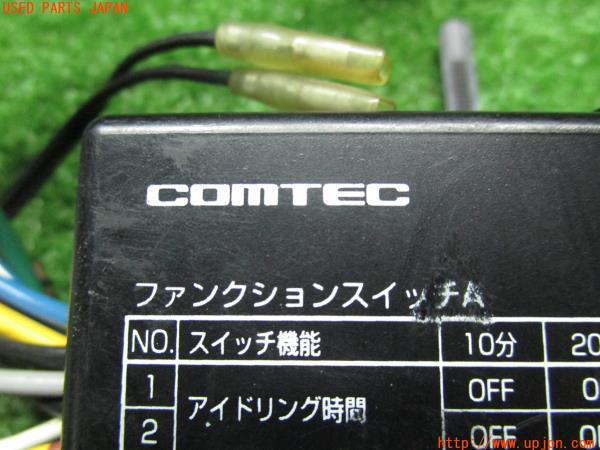 USED PARTS JAPAN
COMTEC
ファンクションスイッチA
NO. スイッチ機能 10分 20
1 アイドリング時間 OFF
2 OFF
http://www.upjpn.com